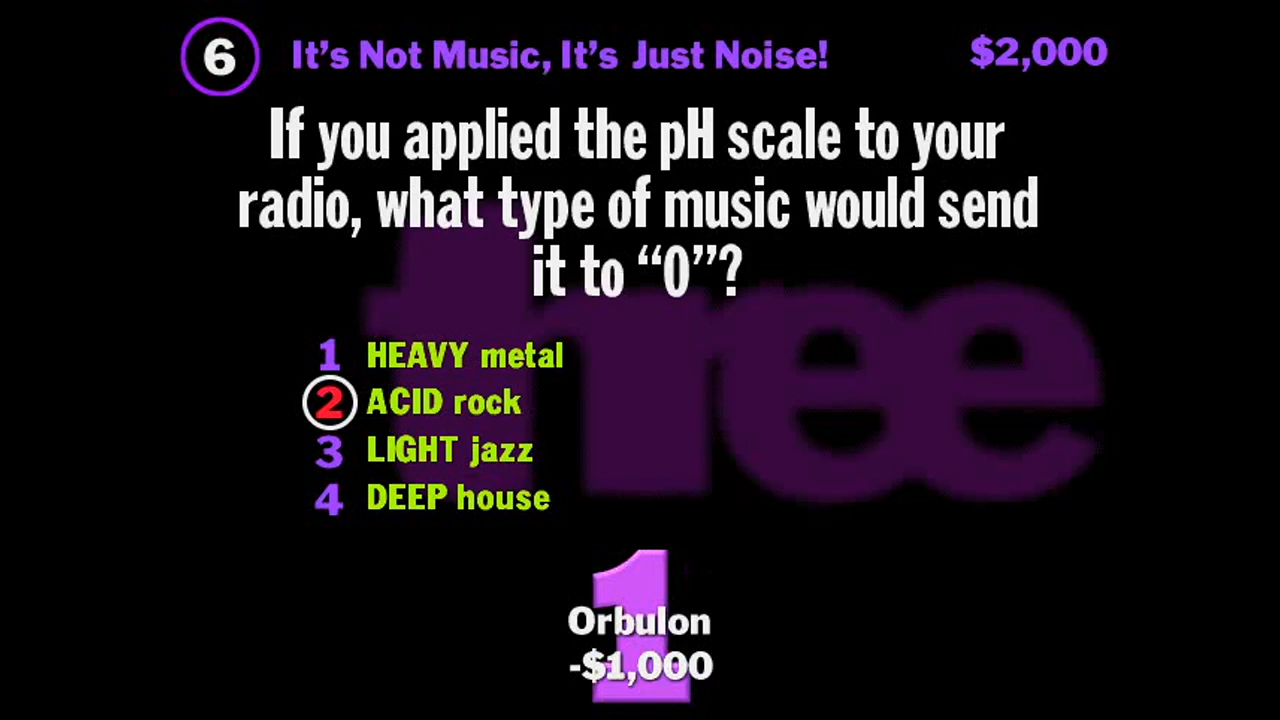 6 It's Not Music, It's Just Noise! $2,000
If you applied the pH scale to your
radio, what type of music would send
it to “0”?
1 HEAVY metal
2 ACID rock
3 LIGHT jazz
4 DEEP house
free
1
Orbulon
-$1,000